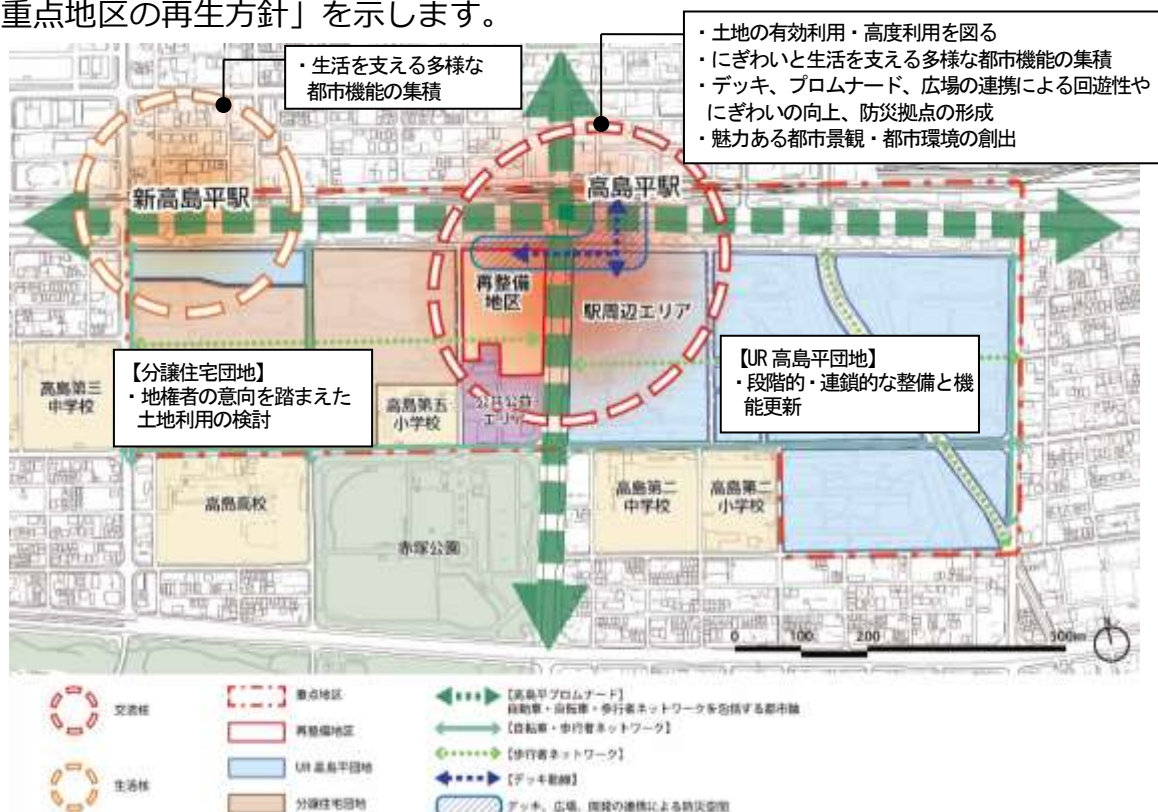 重点地区の再生方針」を示します。
・生活を支える多様な
都市機能の集積
・土地の有効利用・高度利用を図る
・にぎわいと生活を支える多様な都市機能の集積
・デッキ、プロムナード、広場の連携による回遊性や
にぎわいの向上、防災拠点の形成
・魅力ある都市景観・都市環境の創出
新高島平駅
高島平駅
再整備
地区
駅周辺エリア
【分譲住宅団地】
・地権者の意向を踏まえた
土地利用の検討
【UR 高島平団地】
・段階的・連鎖的な整備と機
能更新
高島第三
中学校
高島第五
小学校
公共公益
エリア
高島高校
赤塚公園
高島第二
中学校
高島第二
小学校
0 100 200 300m
交流核
生活核
重点地区
再整備地区
UR 高島平団地
分譲住宅団地
【高島平プロムナード】
自動車・自転車・歩行者ネットワークを包括する都市軸
【自転車・歩行者ネットワーク】
【歩行者ネットワーク】
【デッキ動線】
デッキ、広場、開発の連携による防災空間